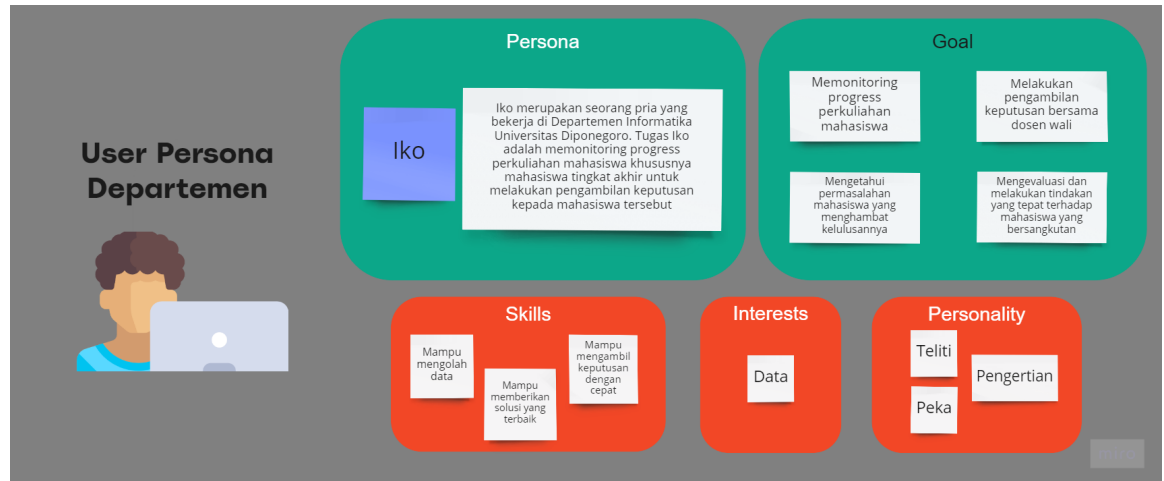 User Persona
Departemen
Persona
Iko
Iko merupakan seorang pria yang
bekerja di Departemen Informatika
Universitas Diponegoro. Tugas Iko
adalah memonitoring progress
perkuliahan mahasiswa khususnya
mahasiswa tingkat akhir untuk
melakukan pengambilan keputusan
kepada mahasiswa tersebut
Goal
Memonitoring
progress
perkuliahan
mahasiswa
Melakukan
pengambilan
keputusan bersama
dosen wali
Mengetahui
permasalahan
mahasiswa yang
menghambat
kelulusannya
Mengevaluasi dan
melakukan tindakan
yang tepat terhadap
mahasiswa yang
bersangkutan
Skills
Mampu
mengolah
data
Mampu
memberikan
solusi yang
terbaik
Mampu
mengambil
keputusan
dengan
cepat
Interests
Data
Personality
Teliti
Peka
Pengertian